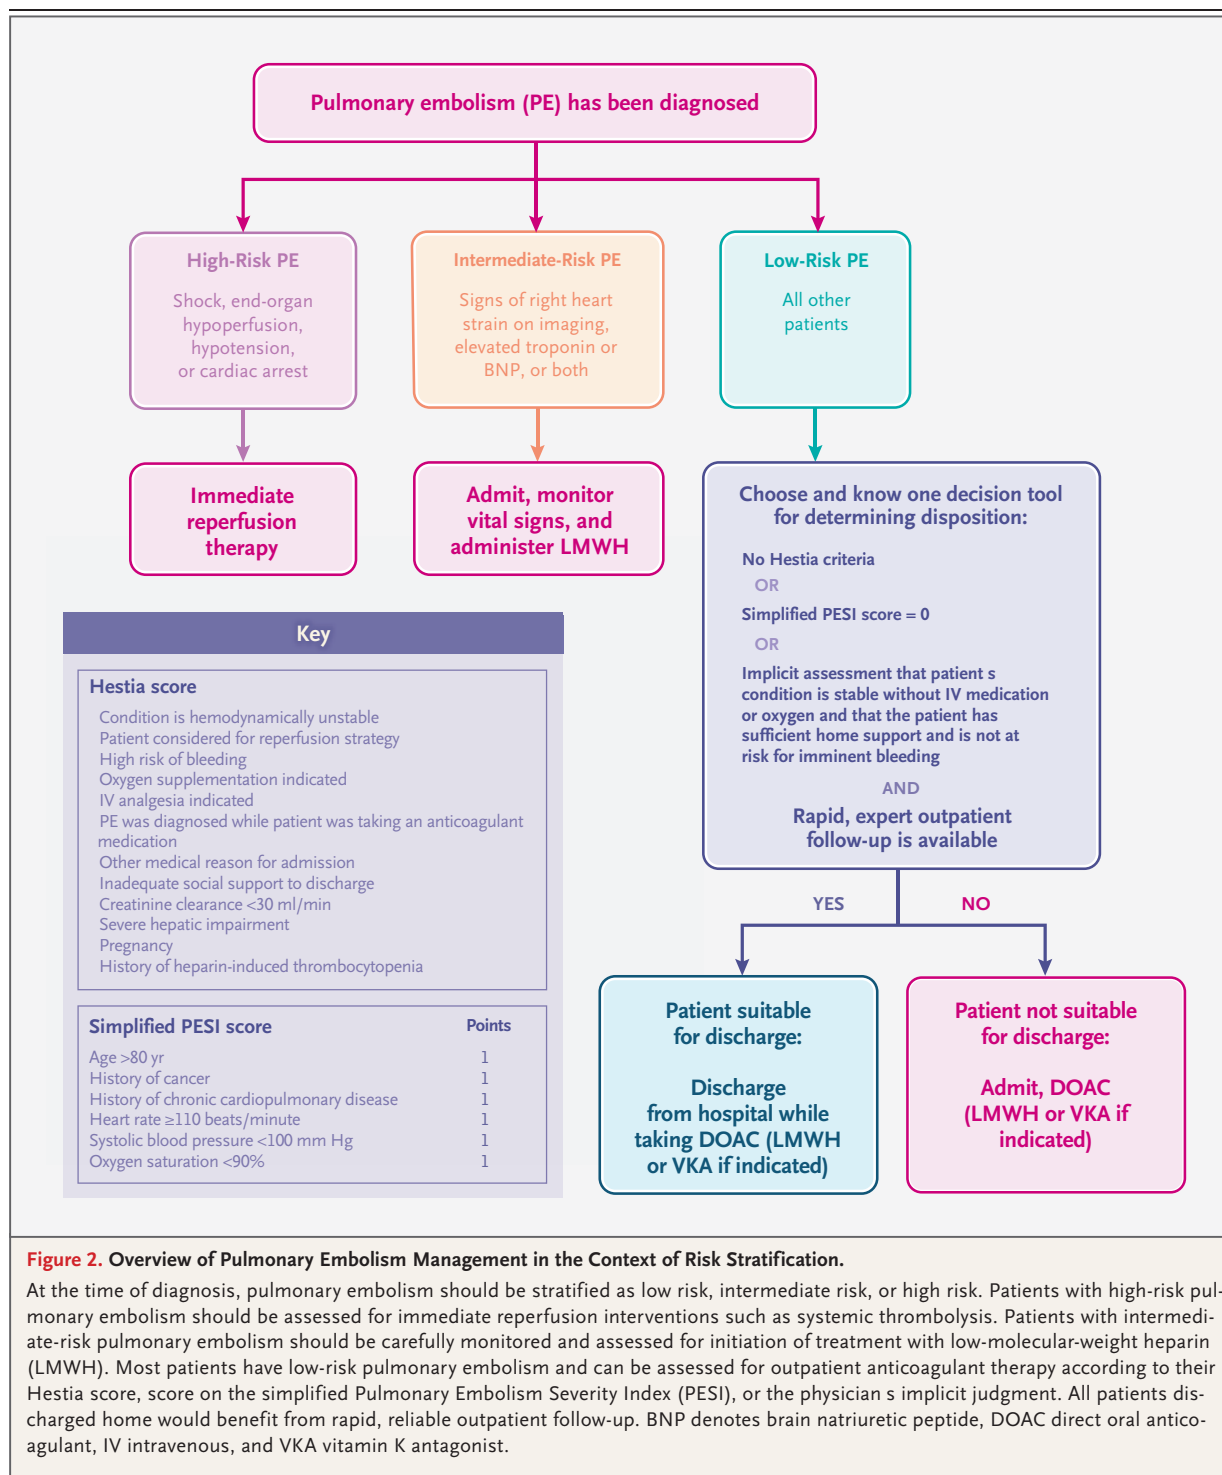 Pulmonary embolism (PE) has been diagnosed
High-Risk PE
Shock, end-organ
hypoperfusion,
hypotension,
or cardiac arrest
Intermediate-Risk PE
Signs of right heart
strain on imaging,
elevated troponin or
BNP, or both
Low-Risk PE
All other
patients
Immediate
reperfusion
therapy
Admit, monitor
vital signs, and
administer LMWH
Choose and know one decision tool
for determining disposition:
No Hestia criteria
OR
Simplified PESI score = 0
OR
Implicit assessment that patient s
condition is stable without IV medication
or oxygen and that the patient has
sufficient home support and is not at
risk for imminent bleeding
AND
Rapid, expert outpatient
follow-up is available
YES
NO
Patient suitable
for discharge:
Discharge
from hospital while
taking DOAC (LMWH
or VKA if indicated)
Patient not suitable
for discharge:
Admit, DOAC
(LMWH or VKA if
indicated)
Key
Hestia score
Condition is hemodynamically unstable
Patient considered for reperfusion strategy
High risk of bleeding
Oxygen supplementation indicated
IV analgesia indicated
PE was diagnosed while patient was taking an anticoagulant
medication
Other medical reason for admission
Inadequate social support to discharge
Creatinine clearance <30 ml/min
Severe hepatic impairment
Pregnancy
History of heparin-induced thrombocytopenia
Simplified PESI score Points
Age >80 yr 1
History of cancer 1
History of chronic cardiopulmonary disease 1
Heart rate ≥110 beats/minute 1
Systolic blood pressure <100 mm Hg 1
Oxygen saturation <90% 1
Figure 2. Overview of Pulmonary Embolism Management in the Context of Risk Stratification.
At the time of diagnosis, pulmonary embolism should be stratified as low risk, intermediate risk, or high risk. Patients with high-risk pul-
monary embolism should be assessed for immediate reperfusion interventions such as systemic thrombolysis. Patients with intermedi-
ate-risk pulmonary embolism should be carefully monitored and assessed for initiation of treatment with low-molecular-weight heparin
(LMWH). Most patients have low-risk pulmonary embolism and can be assessed for outpatient anticoagulant therapy according to their
Hestia score, score on the simplified Pulmonary Embolism Severity Index (PESI), or the physician s implicit judgment. All patients dis-
charged home would benefit from rapid, reliable outpatient follow-up. BNP denotes brain natriuretic peptide, DOAC direct oral antico-
agulant, IV intravenous, and VKA vitamin K antagonist.